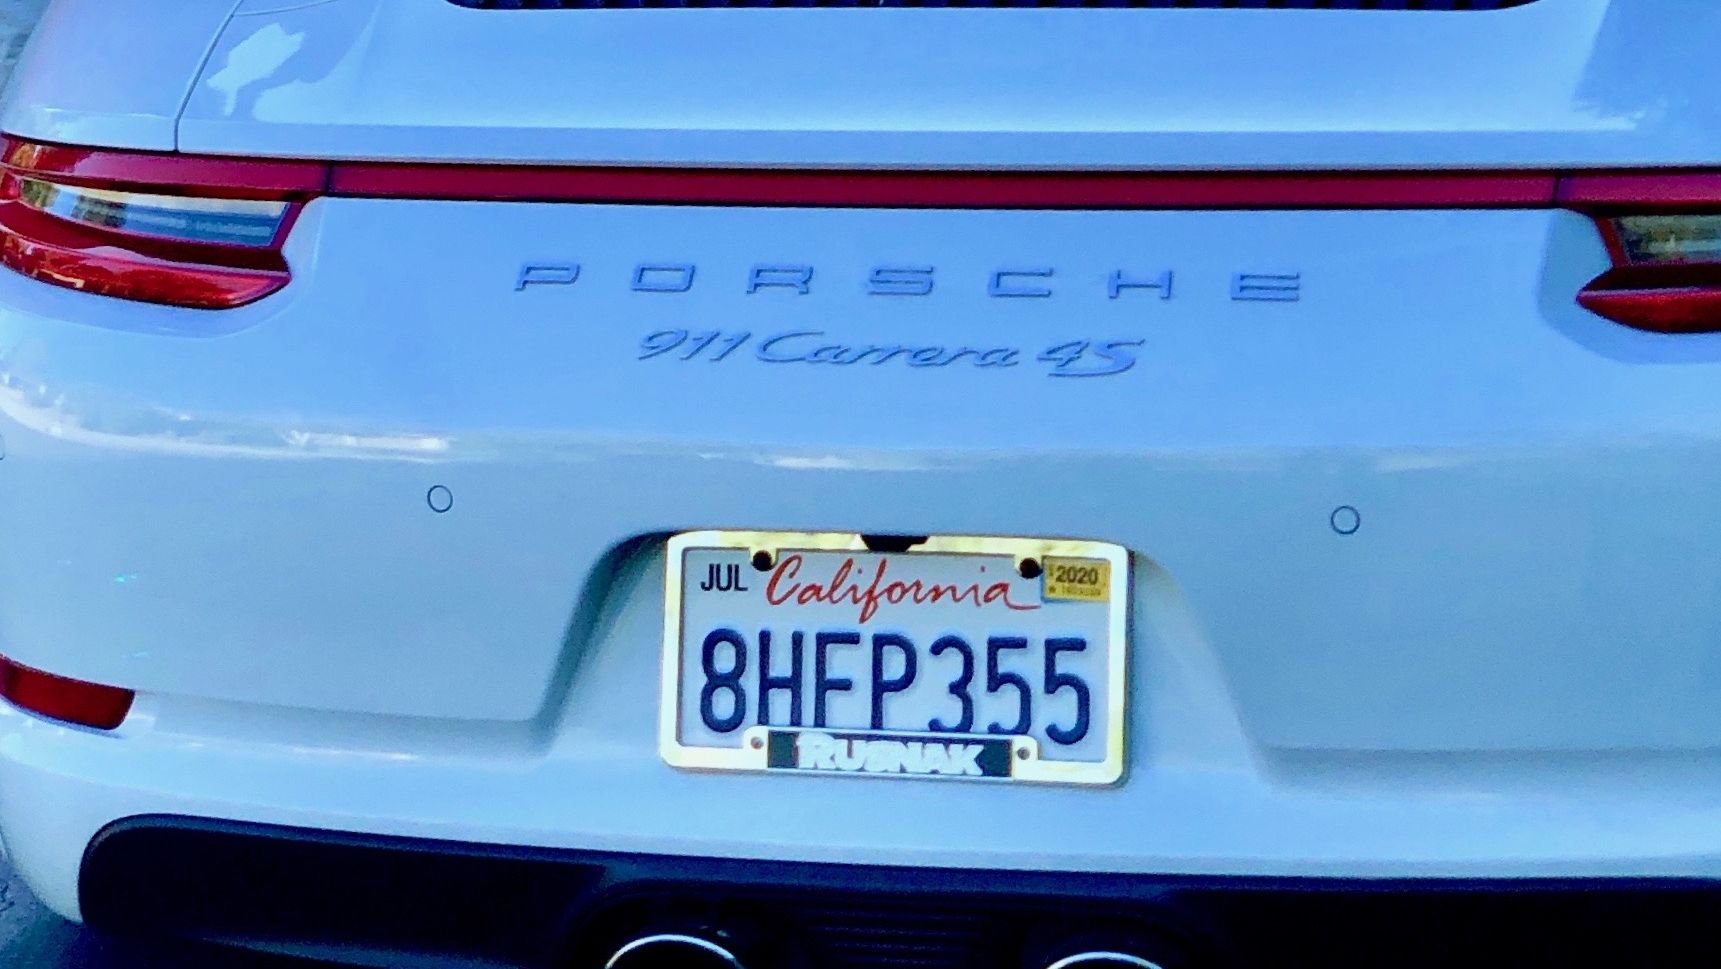 PORSCHE
911 Carrera 4S
JUL California 2020
8HFP355
RUSNAK